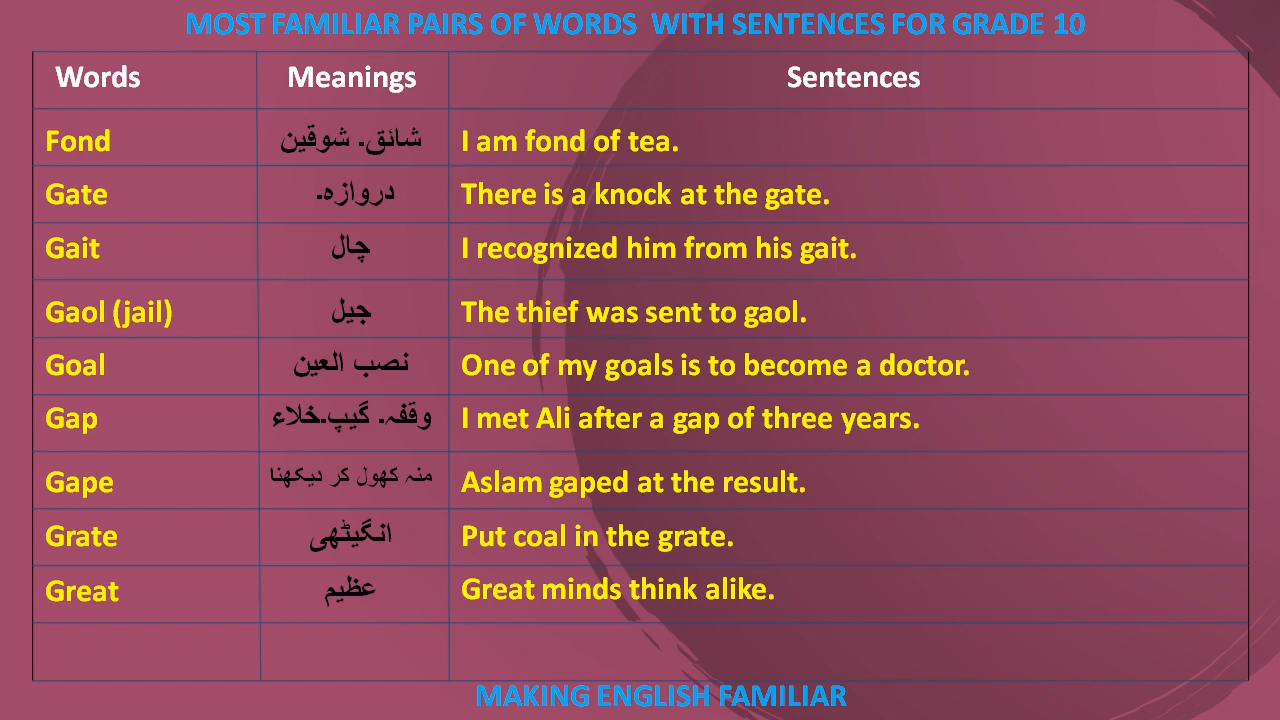 MOST FAMILIAR PAIRS OF WORDS WITH SENTENCES FOR GRADE 10
Words Meanings Sentences
Fond شائق۔ شوقین I am fond of tea.
Gate دروازہ۔ There is a knock at the gate.
Gait چال I recognized him from his gait.
Gaol (jail) جیل The thief was sent to gaol.
Goal نصب العین One of my goals is to become a doctor.
Gap وقفہ۔ گیپ۔خلاء I met Ali after a gap of three years.
Gape منہ کھول کر دیکھنا Aslam gaped at the result.
Grate انگیٹھی Put coal in the grate.
Great عظیم Great minds think alike.
MAKING ENGLISH FAMILIAR